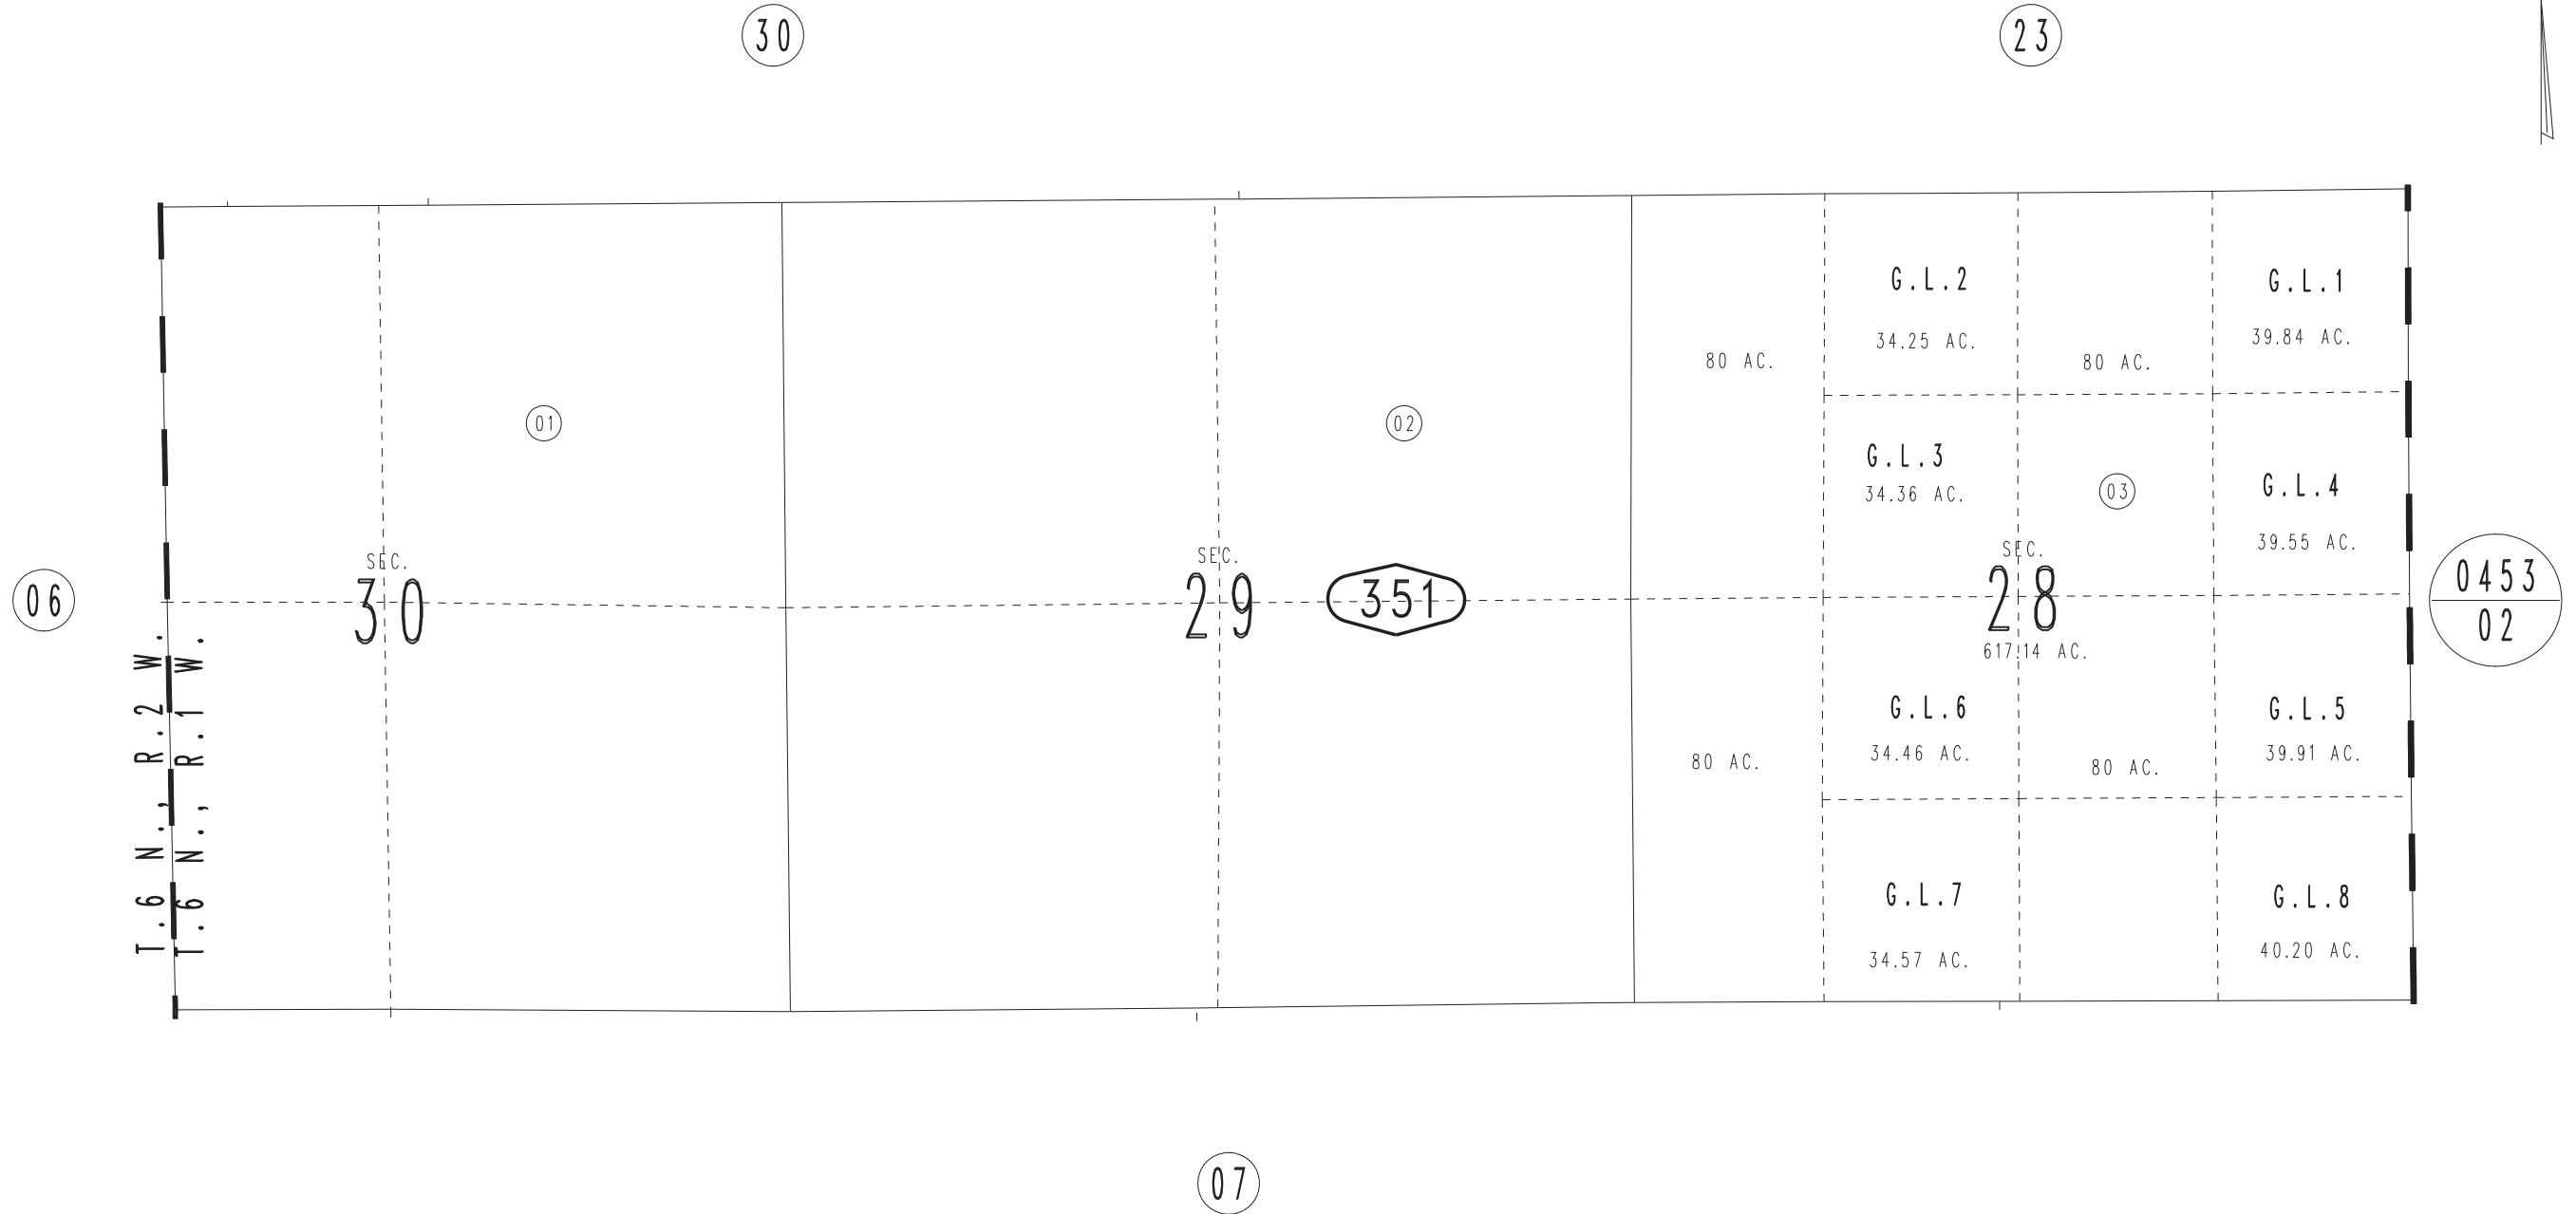 30
23
G.L.2
G.L.1
34.25 AC.
39.84 AC.
80 AC.
80 AC.
01
02
G.L.3
34.36 AC.
03
G.L.4
39.55 AC.
SEC.
30
SEC.
29
351
SEC.
28
617.14 AC.
06
0453
02
T.6 N., R.2 W.
T.6 N., R.1 W.
G.L.6
G.L.5
34.46 AC.
39.91 AC.
80 AC.
80 AC.
G.L.7
G.L.8
34.57 AC.
40.20 AC.
07